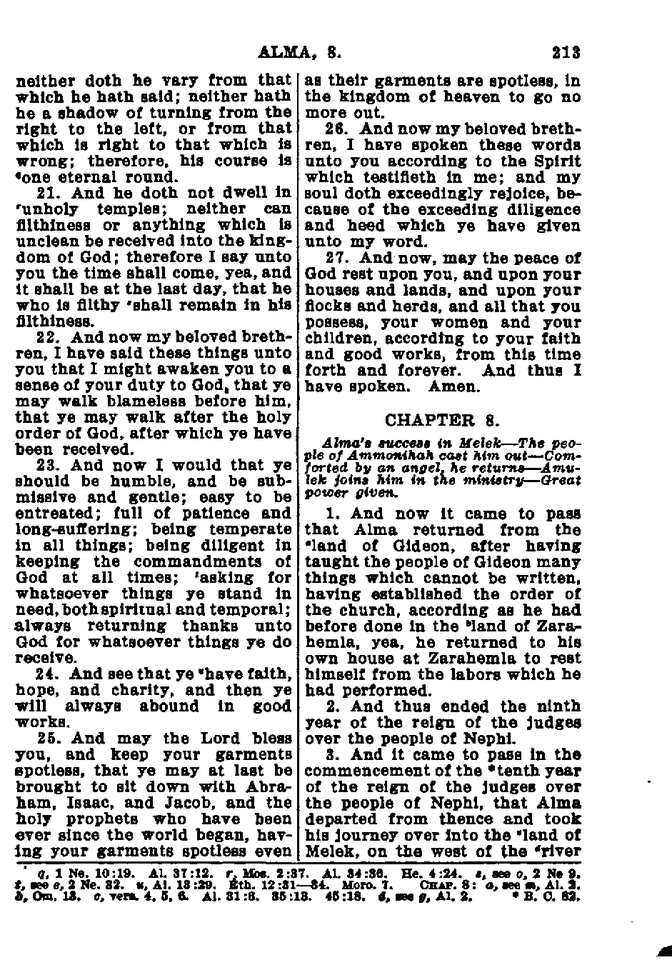 ALMA, 8. 213
neither doth he vary from that
which he hath said; neither hath
he a shadow of turning from the
right to the left, or from that
which is right to that which is
wrong; therefore, his course is
qone eternal round.
21. And he doth not dwell in
runholy temples; neither can
filthiness or anything which is
unclean be received into the king-
dom of God; therefore I say unto
you the time shall come, yea, and
it shall be at the last day, that he
who is filthy sshall remain in his
filthiness.
22. And now my beloved breth-
ren, I have said these things unto
you that I might awaken you to a
sense of your duty to God, that ye
may walk blameless before him,
that ye may walk after the holy
order of God, after which ye have
been received.
23. And now I would that ye
should be humble, and be sub-
missive and gentle; easy to be
entreated; full of patience and
long-suffering; being temperate
in all things; being diligent in
keeping the commandments of
God at all times; tasking for
whatsoever things ye stand in
need, both spiritual and temporal;
always returning thanks unto
God for whatsoever things ye do
receive.
24. And see that ye uhave faith,
hope, and charity, and then ye
will always abound in good
works.
25. And may the Lord bless
you, and keep your garments
spotless, that ye may at last be
brought to sit down with Abra-
ham, Isaac, and Jacob, and the
holy prophets who have been
ever since the world began, hav-
ing your garments spotless even
as their garments are spotless, in
the kingdom of heaven to go no
more out.
26. And now my beloved breth-
ren, I have spoken these words
unto you according to the Spirit
which testifieth in me; and my
soul doth exceedingly rejoice, be-
cause of the exceeding diligence
and heed which ye have given
unto my word.
27. And now, may the peace of
God rest upon you, and upon your
houses and lands, and upon your
flocks and herds, and all that you
possess, your women and your
children, according to your faith
and good works, from this time
forth and forever. And thus I
have spoken. Amen.
CHAPTER 8.
Alma's success in Melek—The peo-
ple of Ammonihah cast him out—Com-
forted by an angel, he returns—Amu-
lek joins him in the ministry—Great
power given.
1. And now it came to pass
that Alma returned from the
aland of Gideon, after having
taught the people of Gideon many
things which cannot be written,
having established the order of
the church, according as he had
before done in the bland of Zara-
hemla, yea, he returned to his
own house at Zarahemla to rest
himself from the labors which he
had performed.
2. And thus ended the ninth
year of the reign of the judges
over the people of Nephi.
3. And it came to pass in the
commencement of the *tenth year
of the reign of the judges over
the people of Nephi, that Alma
departed from thence and took
his journey over into the cland of
Melek, on the west of the driver
q, 1 Ne. 10:19. Al. 37:12. r, Mos. 2:37. Al. 34:36. He. 4:24. s, see o, 2 Ne 9.
t, see e, 2 Ne. 32. u, Al. 13:29. Eth. 12:31—34. Moro. 7. CHAP. 8: a, see m, Al. 2.
b, Om. 13. c, vers. 4, 5, 6. Al. 31:6. 35:13. 45:18. d, see g, Al. 2. * B. C. 82.